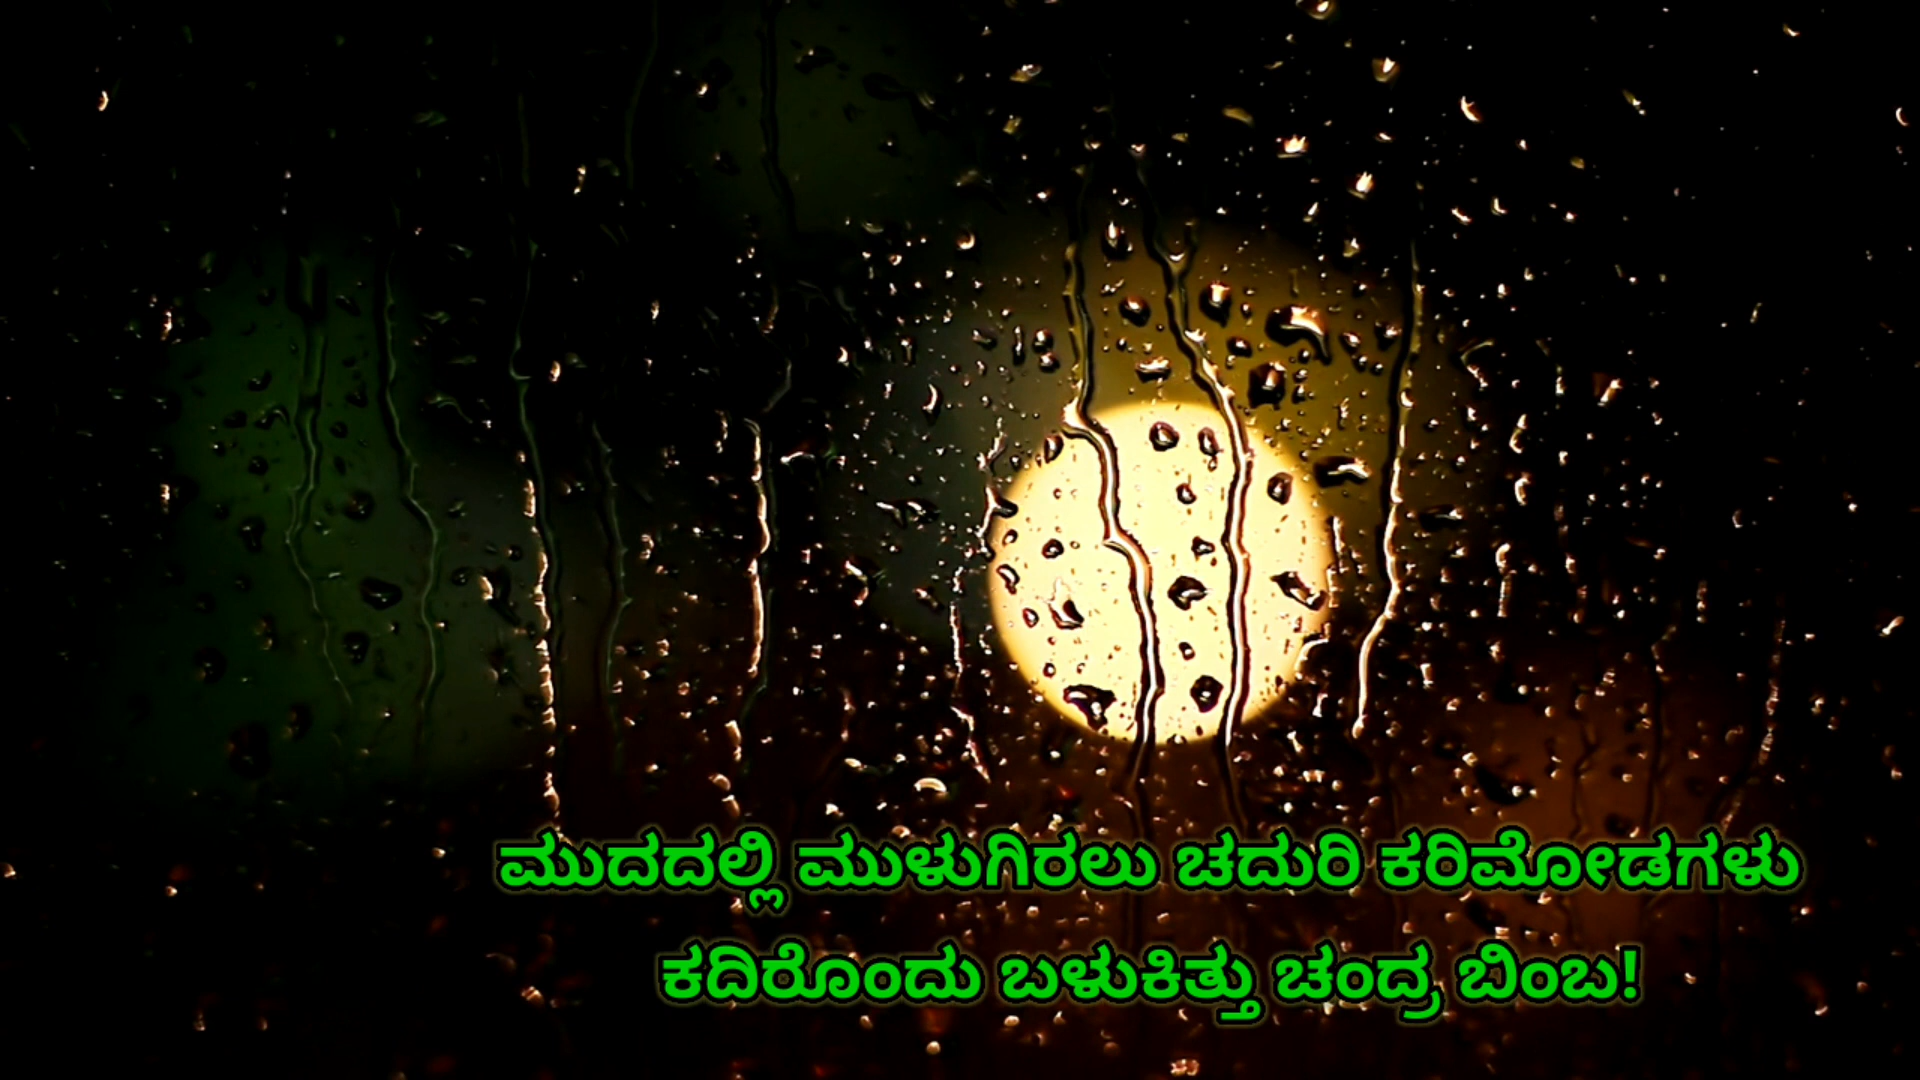 ಮುದದಲ್ಲಿ ಮುಳುಗಿರಲು ಚದುರಿ ಕರಿಮೋಡಗಳು
ಕದಿರೊಂದು ಬಳುಕಿತ್ತು ಚಂದ್ರ ಬಿಂಬ!